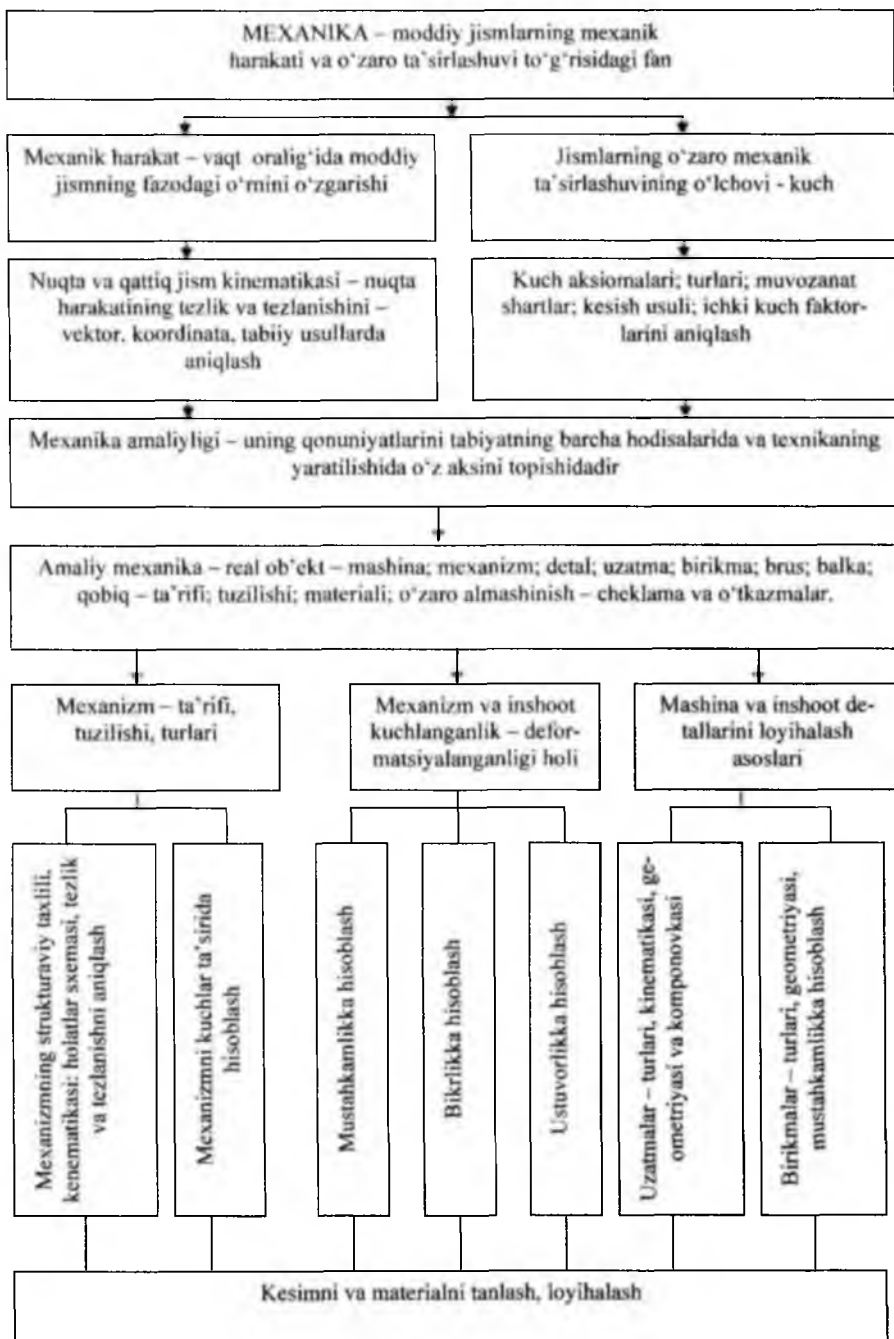 MEXANIKA – moddiy jismlarning mexanik
harakati va o‘zaro ta`sirlashuvi to‘g‘risidagi fan
Mexanik harakat – vaqt oralig‘ida moddiy
jismning fazodagi o‘rnini o‘zgarishi
Jismlarning o‘zaro mexanik
ta`sirlashuvining o‘lchovi - kuch
Nuqta va qattiq jism kinematikasi – nuqta
harakatining tezlik va tezlanishini –
vektor, koordinata, tabiiy usullarda
aniqlash
Kuch aksiomalari; turlari; muvozanat
shartlar; kesish usuli; ichki kuch faktor-
larini aniqlash
Mexanika amaliyligi – uning qonuniyatlarini tabiyatning barcha hodisalarida va texnikaning
yaratilishida o‘z aksini topishidadir
Amaliy mexanika – real ob`ekt – mashina; mexanizm; detal; uzatma; birikma; brus; balka;
qobiq – ta`rifi; tuzilishi; materiali; o‘zaro almashinish – cheklama va o‘tkazmalar.
Mexanizm – ta`rifi,
tuzilishi, turlari
Mexanizm va inshoot
kuchlanganlik – defor-
matsiyalanganligi holi
Mashina va inshoot de-
tallarini loyihalash
asoslari
Mexanizmning strukturaviy taxlili,
kenematikasi: holatlar sxemasi, tezlik
va tezlanishni aniqlash
Mexanizmni kuchlar ta`sirida
hisoblash
Mustahkamlikka hisoblash
Bikrlikka hisoblash
Ustuvorlikka hisoblash
Uzatmalar – turlari, kinematikasi, ge-
ometriyasi va komponovkasi
Birikmalar – turlari, geometriyasi,
mustahkamlikka hisoblash
Kesimni va materialni tanlash, loyihalash